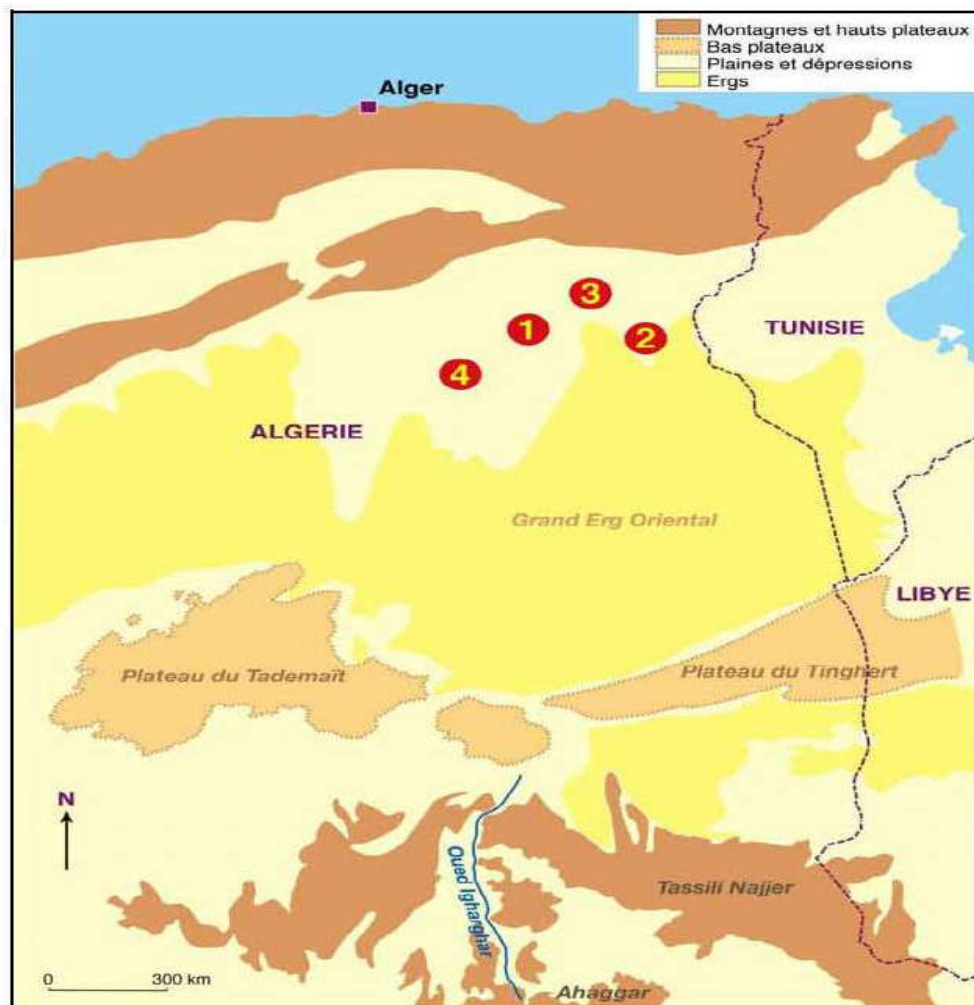 Montagnes et hauts plateaux
Bas plateaux
Plaines et dépressions
Ergs
Alger
3
1
2
TUNISIE
4
ALGERIE
Grand Erg Oriental
LIBYE
Plateau du Tademaït
Plateau du Tinghert
N
Oued Igharghar
Tassili Najjer
0 300 km
Ahaggar